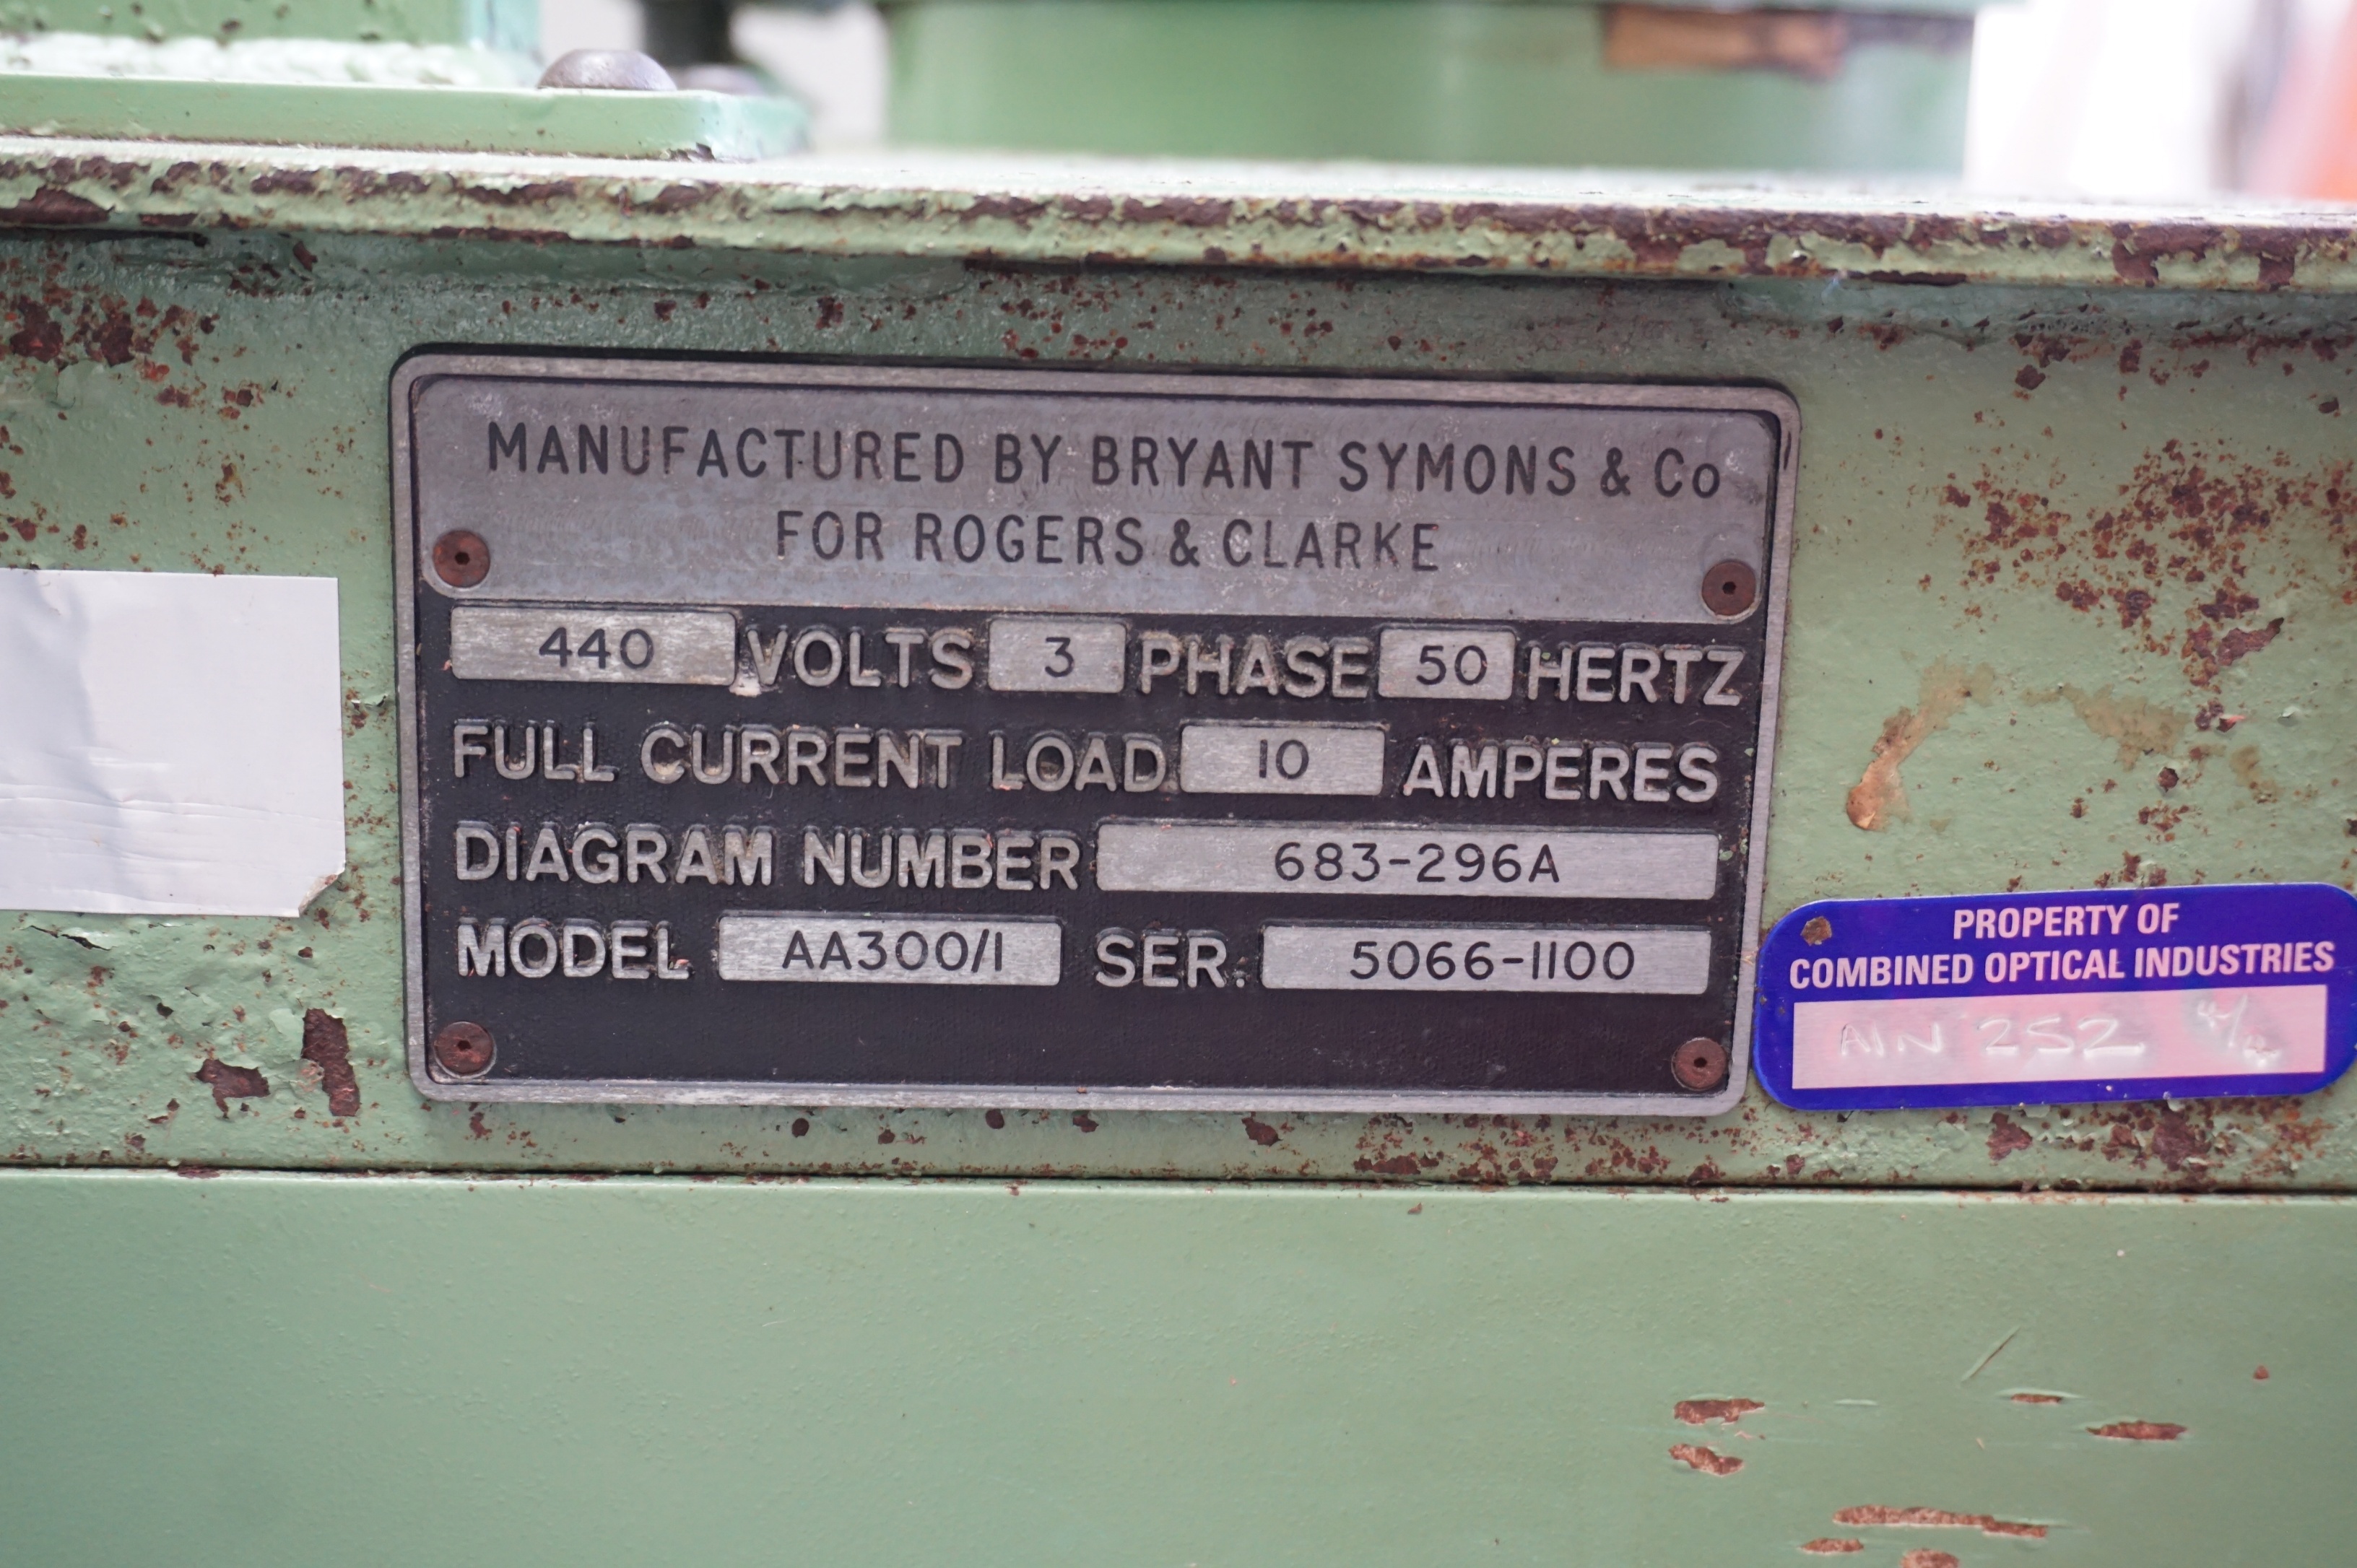 MANUFACTURED BY BRYANT SYMONS & Co
FOR ROGERS & CLARKE
440 VOLTS 3 PHASE 50 HERTZ
FULL CURRENT LOAD 10 AMPERES
DIAGRAM NUMBER 683-296A
MODEL AA300/1 SER. 5066-1100
PROPERTY OF
COMBINED OPTICAL INDUSTRIES
AIN 252